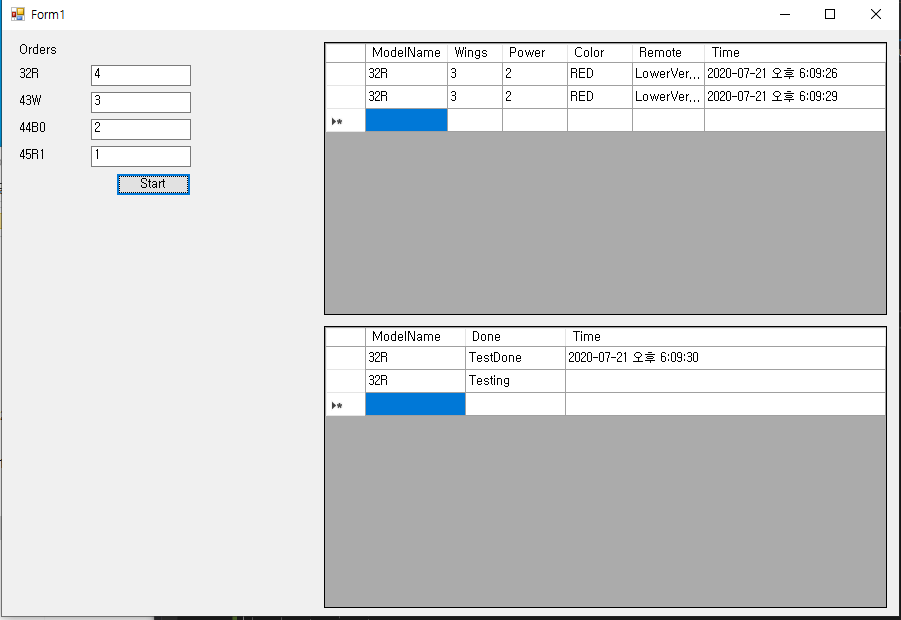 Form1
Orders
32R 4
43W 3
44B0 2
45R1 1
Start
ModelName Wings Power Color Remote Time
32R 3 2 RED LowerVer... 2020-07-21 오후 6:09:26
32R 3 2 RED LowerVer... 2020-07-21 오후 6:09:29
ModelName Done Time
32R TestDone 2020-07-21 오후 6:09:30
32R Testing